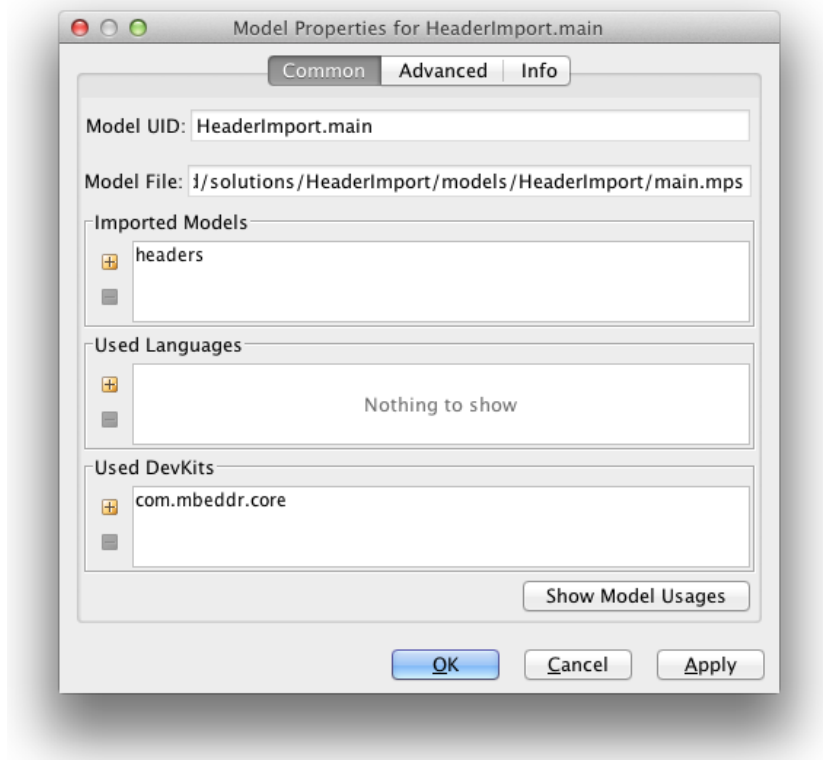 Model Properties for HeaderImport.main
Common Advanced Info
Model UID: HeaderImport.main
Model File: /solutions/HeaderImport/models/HeaderImport/main.mps
Imported Models
headers
Used Languages
Nothing to show
Used DevKits
com.mbeddr.core
Show Model Usages
OK Cancel Apply